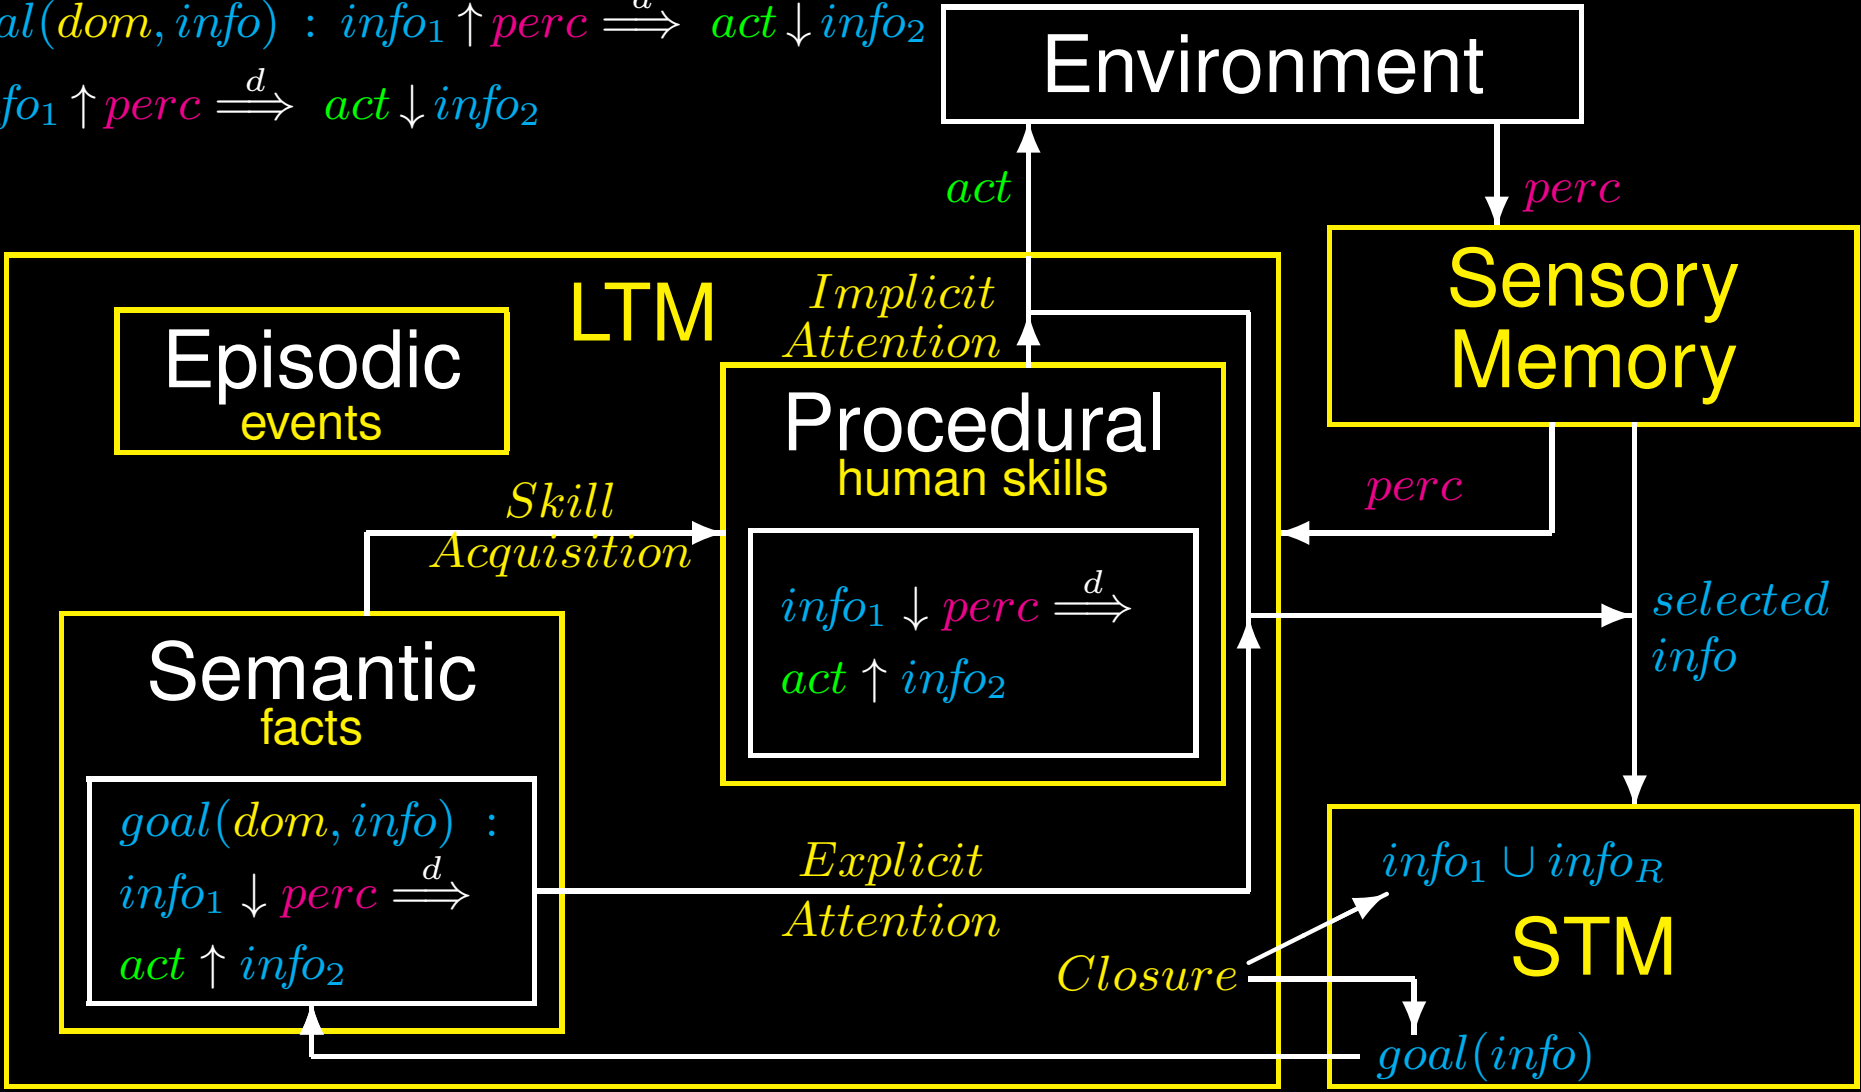 al(dom, info) : info₁ ↑ perc ⟹ᵈ act ↓ info₂
fo₁ ↑ perc ⟹ᵈ act ↓ info₂
Environment
act
perc
Sensory
Memory
LTM
Implicit
Attention
Episodic
events
Procedural
human skills
perc
Skill
Acquisition
info₁ ↓ perc ⟹ᵈ
act ↑ info₂
selected
info
Semantic
facts
goal(dom, info) :
info₁ ↓ perc ⟹ᵈ
act ↑ info₂
Explicit
Attention
info₁ ∪ info_R
STM
Closure
goal(info)